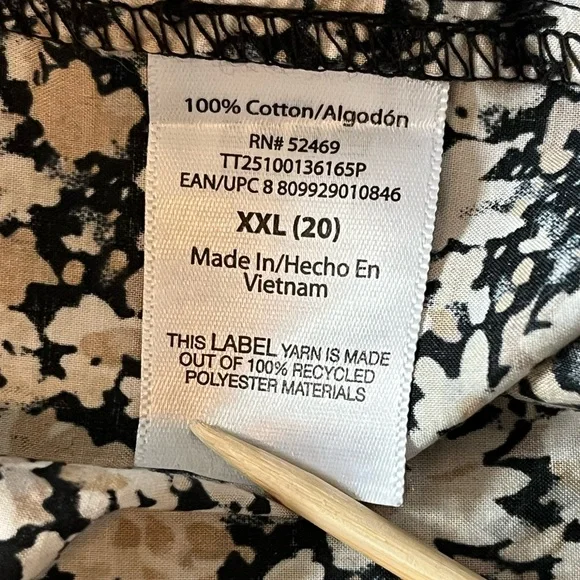 100% Cotton/Algodón
RN# 52469
TT25100136165P
EAN/UPC 8 809929010846
XXL (20)
Made In/Hecho En
Vietnam
THIS LABEL YARN IS MADE
OUT OF 100% RECYCLED
POLYESTER MATERIALS